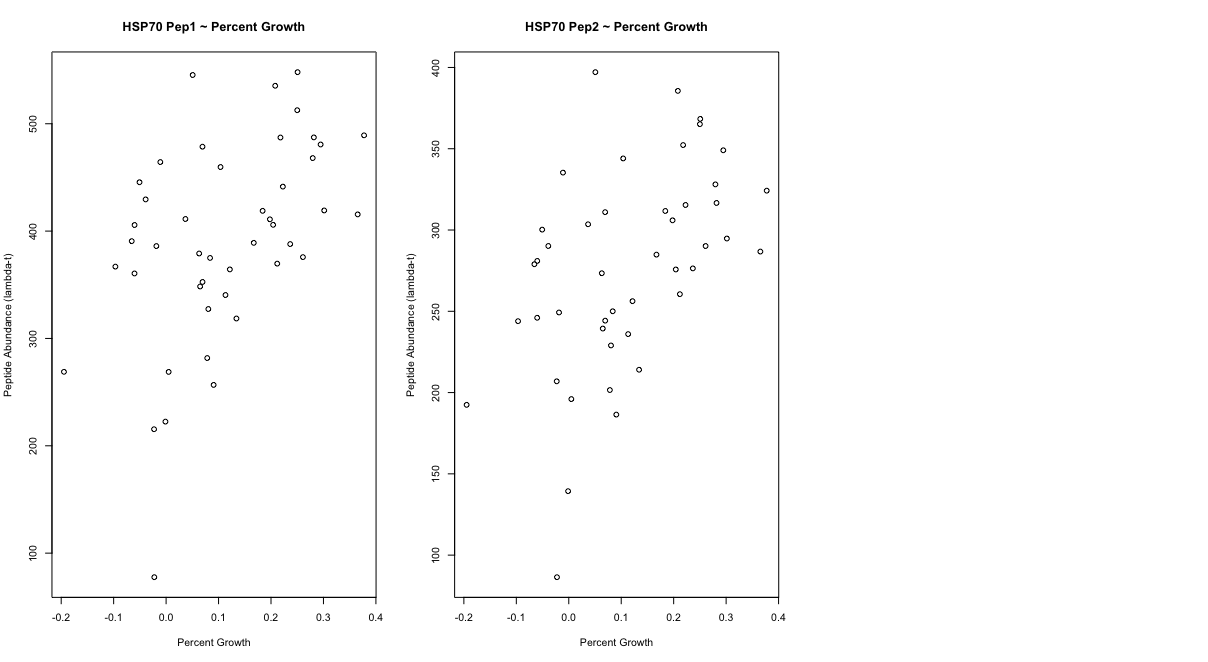 HSP70 Pep1 ~ Percent Growth
Peptide Abundance (lambda-t)
500
400
300
200
100
-0.2 -0.1 0.0 0.1 0.2 0.3 0.4
Percent Growth
HSP70 Pep2 ~ Percent Growth
Peptide Abundance (lambda-t)
400
350
300
250
200
150
100
-0.2 -0.1 0.0 0.1 0.2 0.3 0.4
Percent Growth